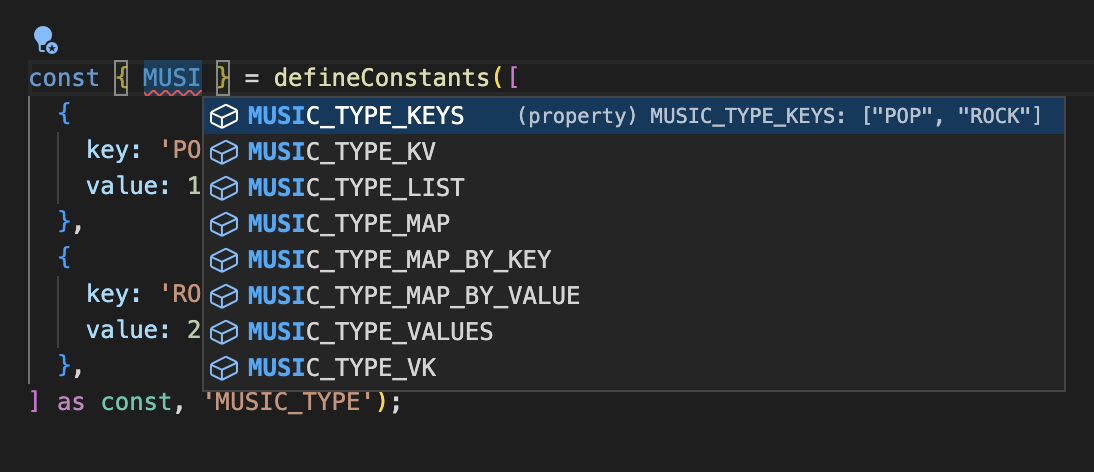 const { MUSI } = defineConstants([
{
MUSIC_TYPE_KEYS (property) MUSIC_TYPE_KEYS: ["POP", "ROCK"]
key: 'PO
MUSIC_TYPE_KV
value: 1
MUSIC_TYPE_LIST
},
MUSIC_TYPE_MAP
{
MUSIC_TYPE_MAP_BY_KEY
key: 'RO
MUSIC_TYPE_MAP_BY_VALUE
value: 2
MUSIC_TYPE_VALUES
},
MUSIC_TYPE_VK
] as const, 'MUSIC_TYPE');